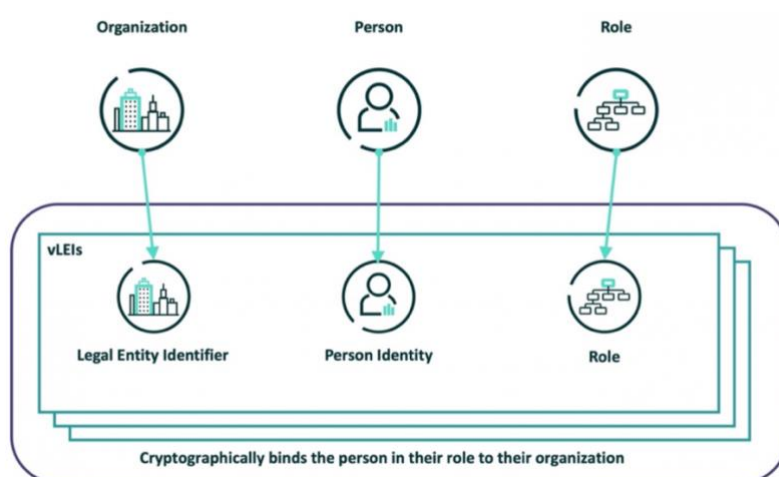 Organization
Person
Role
vLEIs
Legal Entity Identifier
Person Identity
Role
Cryptographically binds the person in their role to their organization